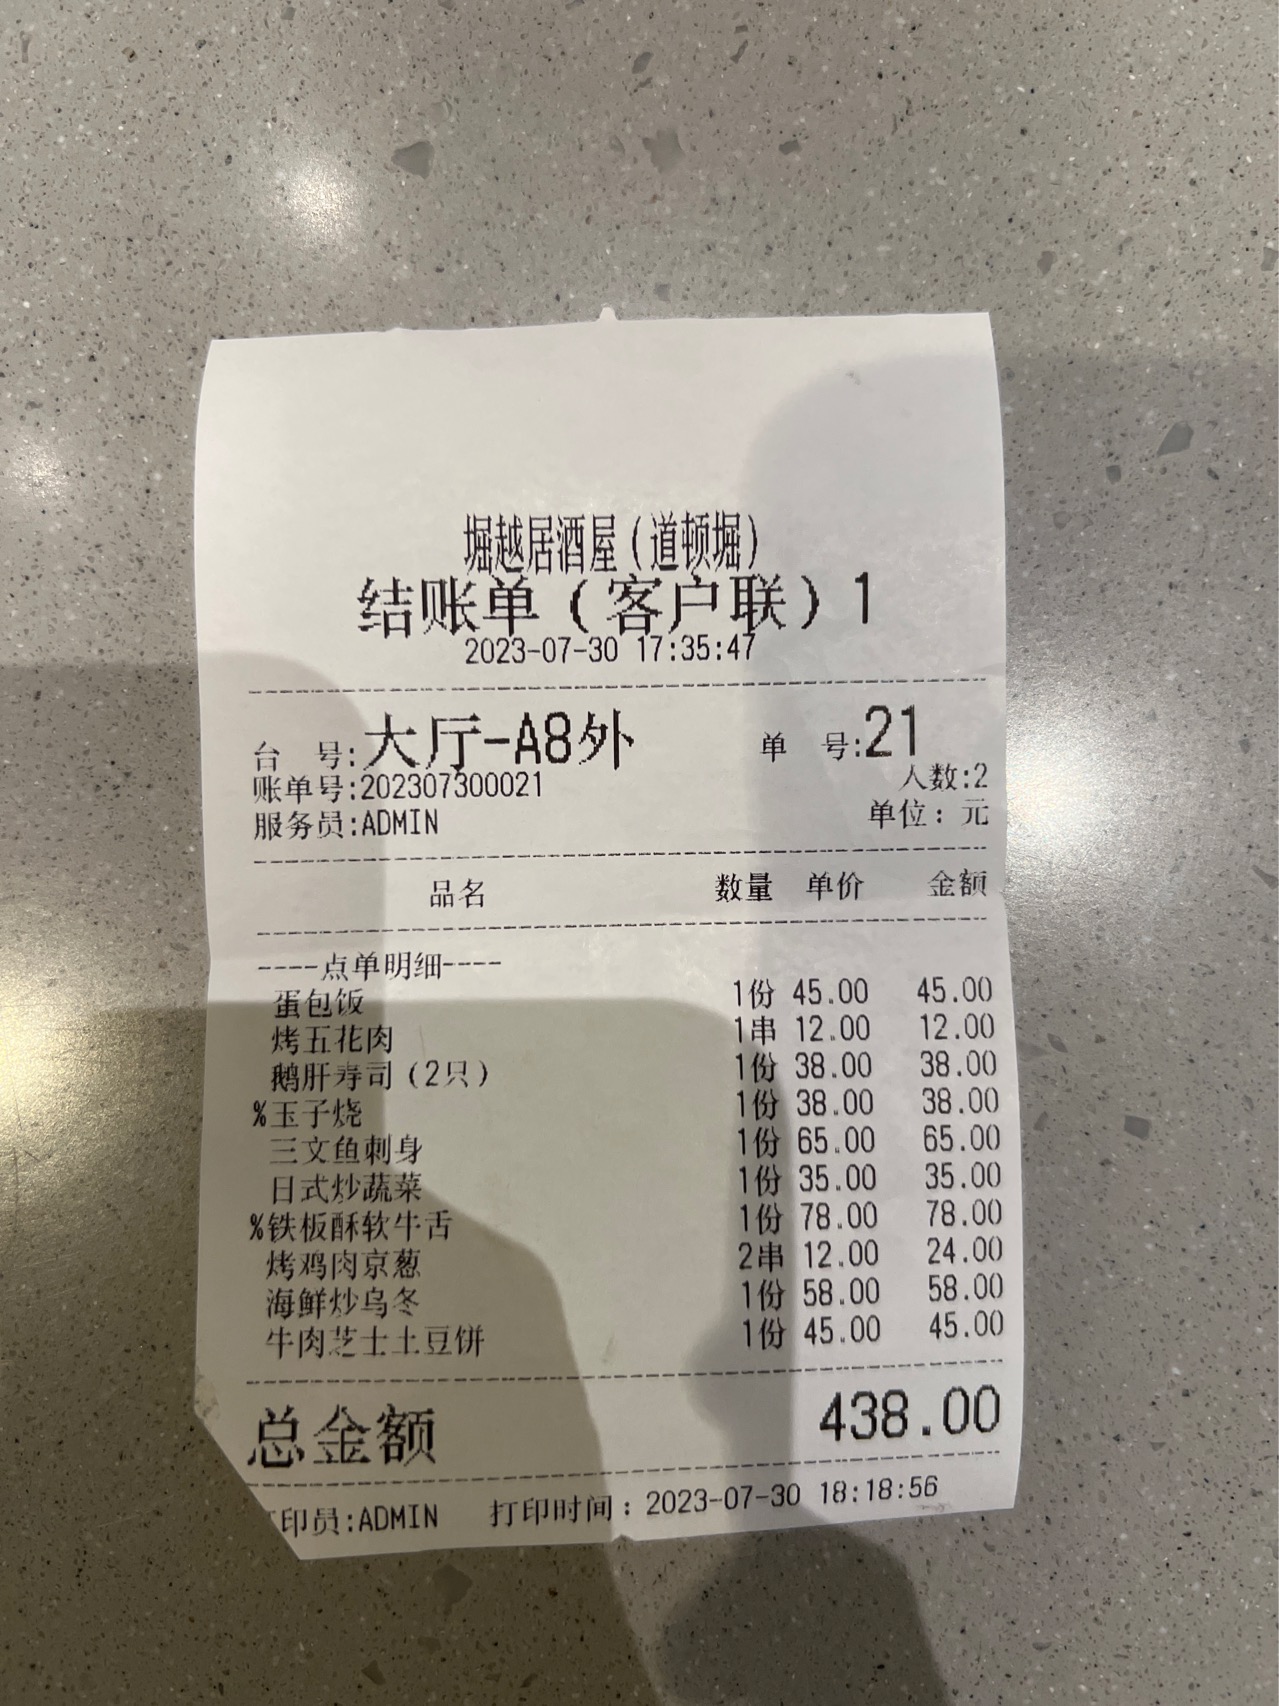 堀越居酒屋(道顿堀)
结账单(客户联)1
2023-07-30 17:35:47
台 号:大厅-A8外 单 号:21
账单号:202307300021 人数:2
服务员:ADMIN 单位:元
品名 数量 单价 金额
----点单明细----
蛋包饭 1份 45.00 45.00
烤五花肉 1串 12.00 12.00
鹅肝寿司(2只) 1份 38.00 38.00
%玉子烧 1份 38.00 38.00
三文鱼刺身 1份 65.00 65.00
日式炒蔬菜 1份 35.00 35.00
%铁板酥软牛舌 1份 78.00 78.00
烤鸡肉京葱 2串 12.00 24.00
海鲜炒乌冬 1份 58.00 58.00
牛肉芝士土豆饼 1份 45.00 45.00
总金额 438.00
印员:ADMIN 打印时间:2023-07-30 18:18:56